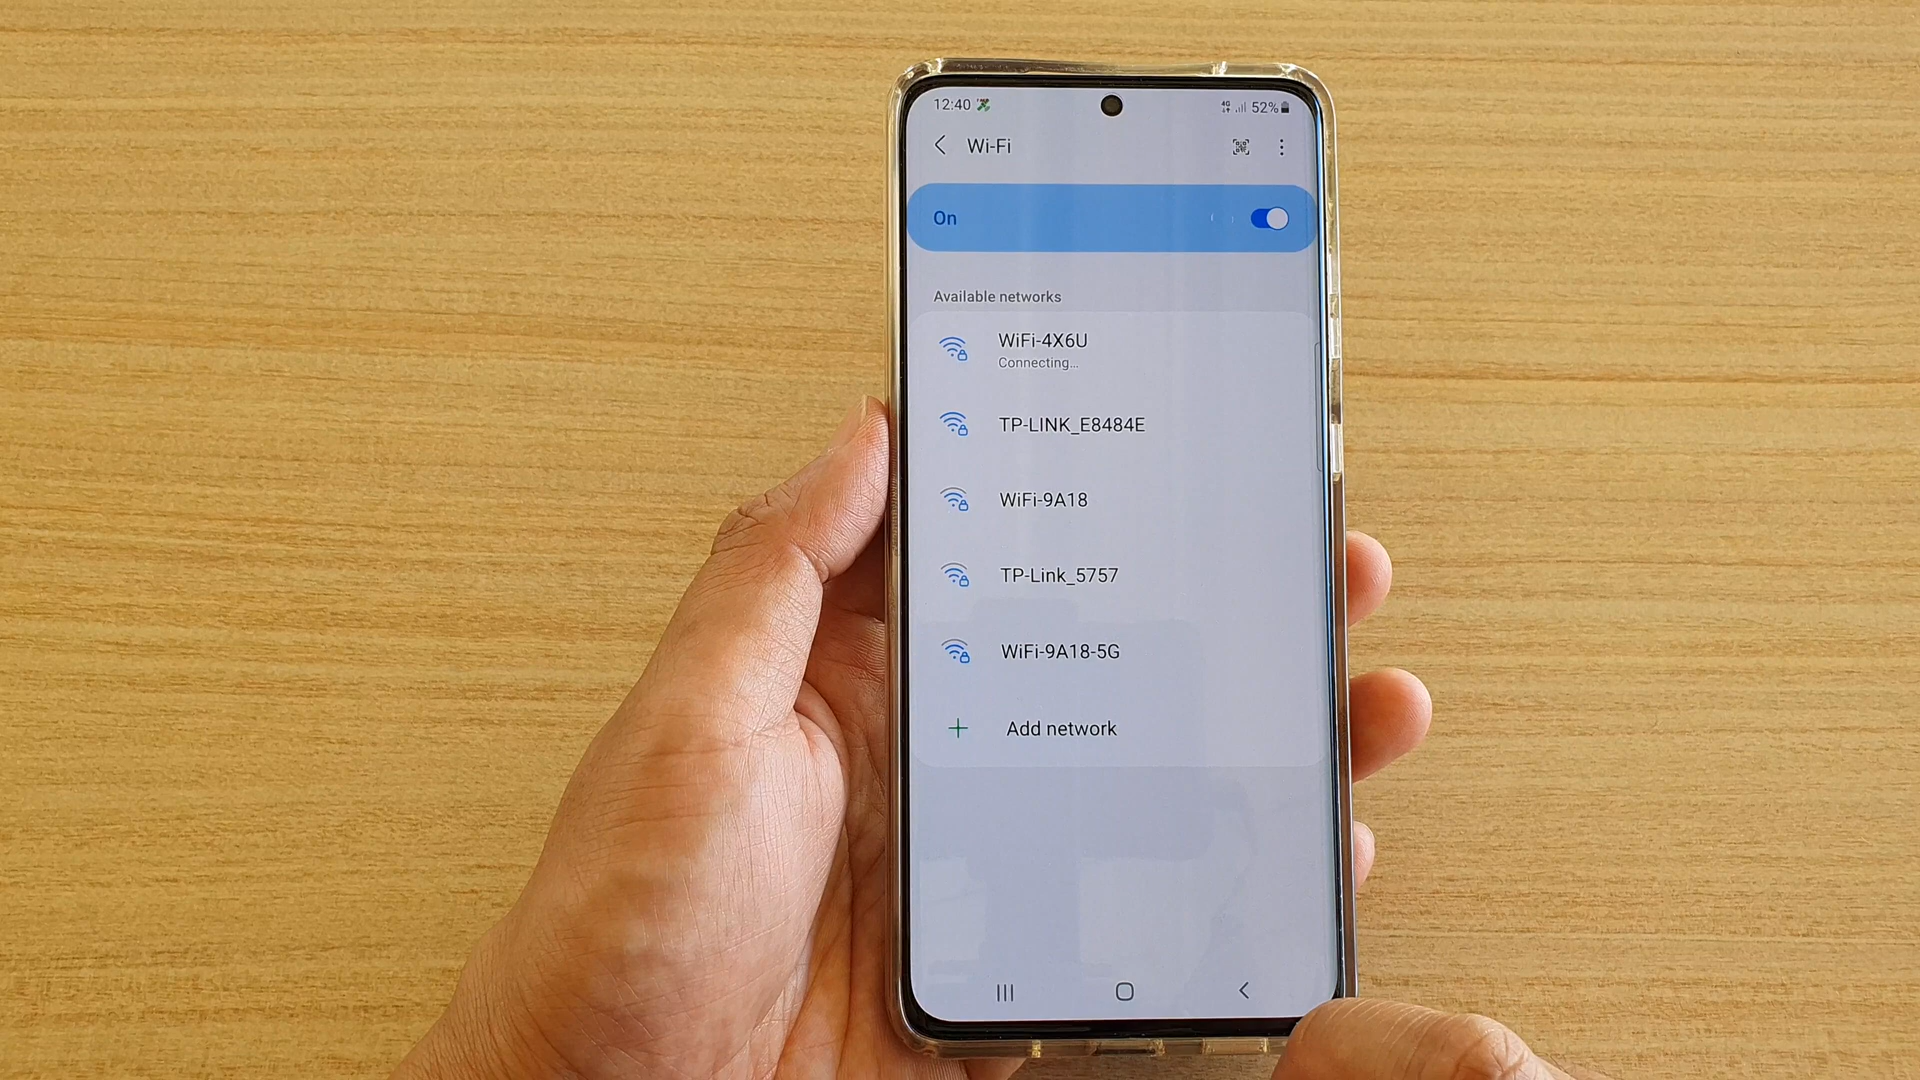 12:40
4G 52%
Wi-Fi
On
Available networks
WiFi-4X6U
Connecting...
TP-LINK_E8484E
WiFi-9A18
TP-Link_5757
WiFi-9A18-5G
Add network